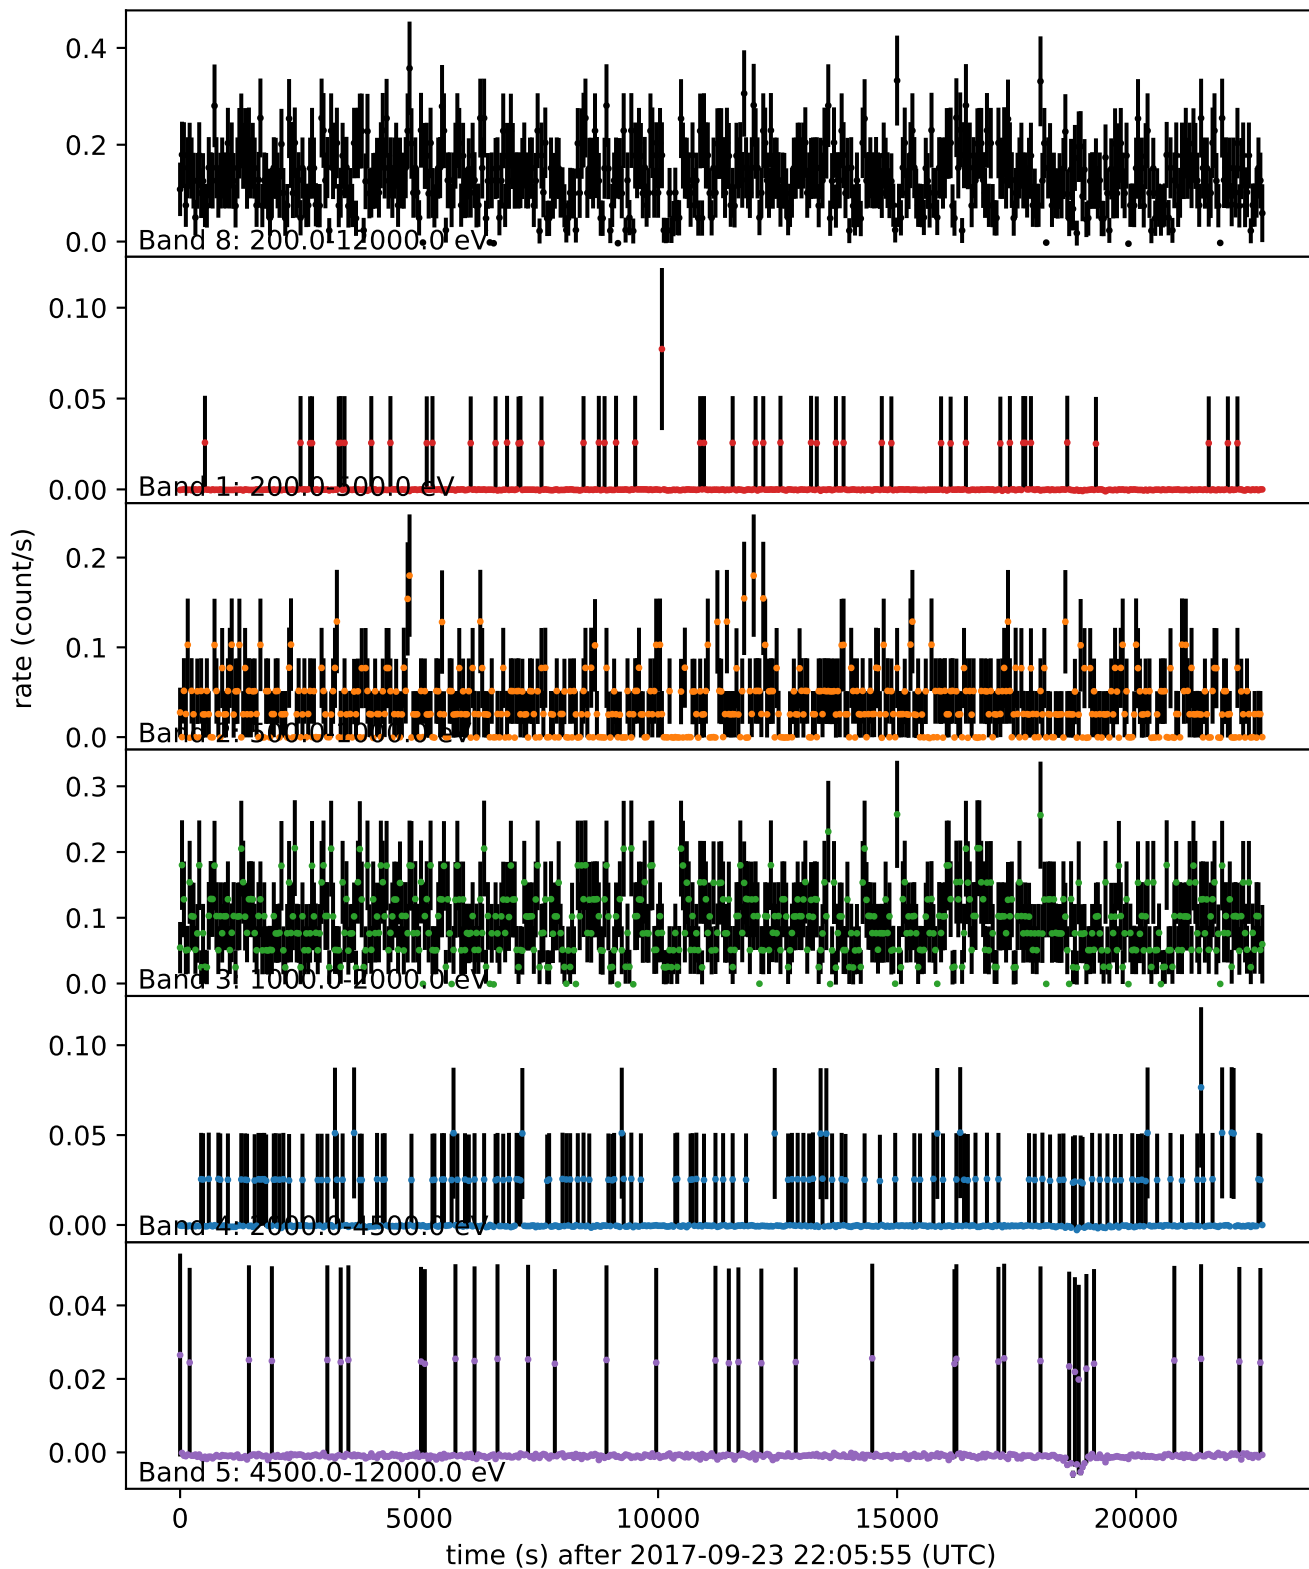 0.4
0.2
0.0
Band 8: 200.0-12000.0 eV
0.10
0.05
0.00
Band 1: 200.0-500.0 eV
rate (count/s)
0.2
0.1
0.0
Band 2: 500.0-1000.0 eV
0.3
0.2
0.1
0.0
Band 3: 1000.0-2000.0 eV
0.10
0.05
0.00
Band 4: 2000.0-4500.0 eV
0.04
0.02
0.00
Band 5: 4500.0-12000.0 eV
0 5000 10000 15000 20000
time (s) after 2017-09-23 22:05:55 (UTC)